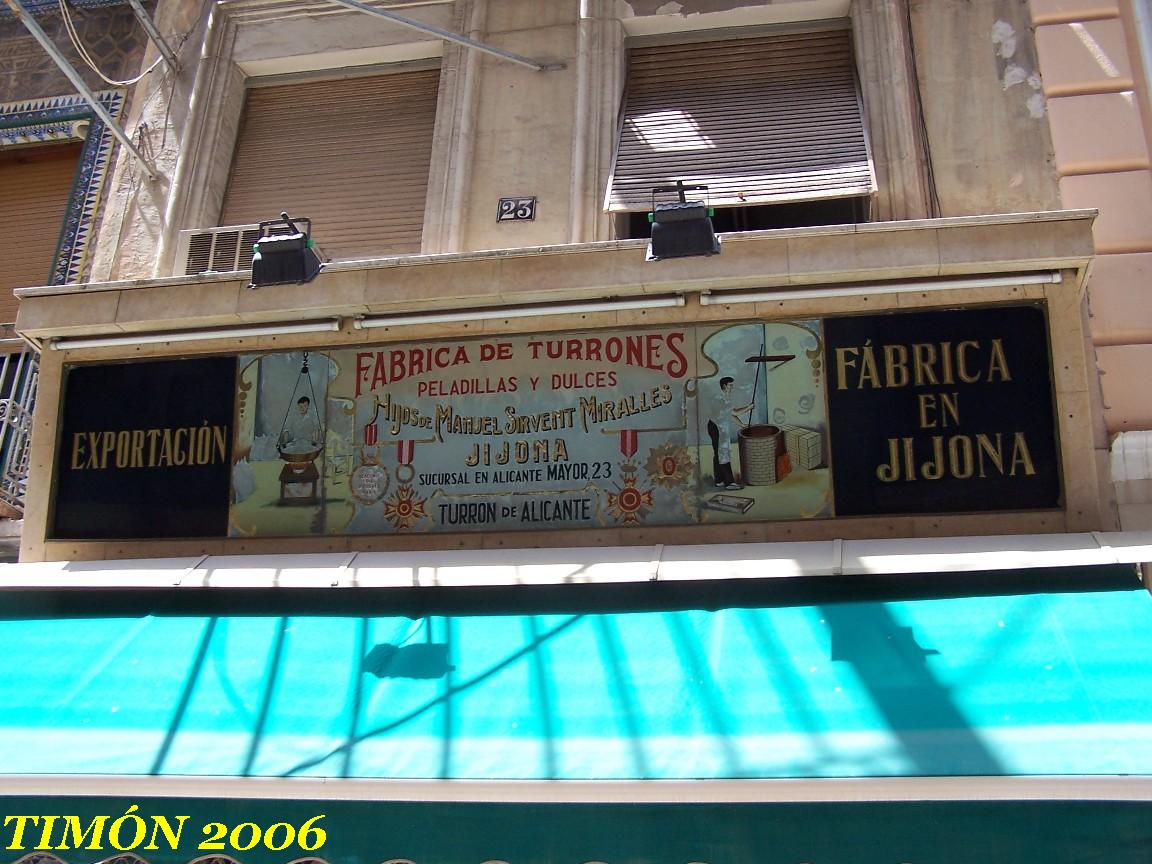 23
EXPORTACIÓN
FABRICA DE TURRONES
PELADILLAS Y DULCES
HIJOS DE MANUEL SIRVENT MIRALLES
JIJONA
SUCURSAL EN ALICANTE MAYOR, 23
TURRON DE ALICANTE
FÁBRICA
EN
JIJONA
TIMÓN 2006